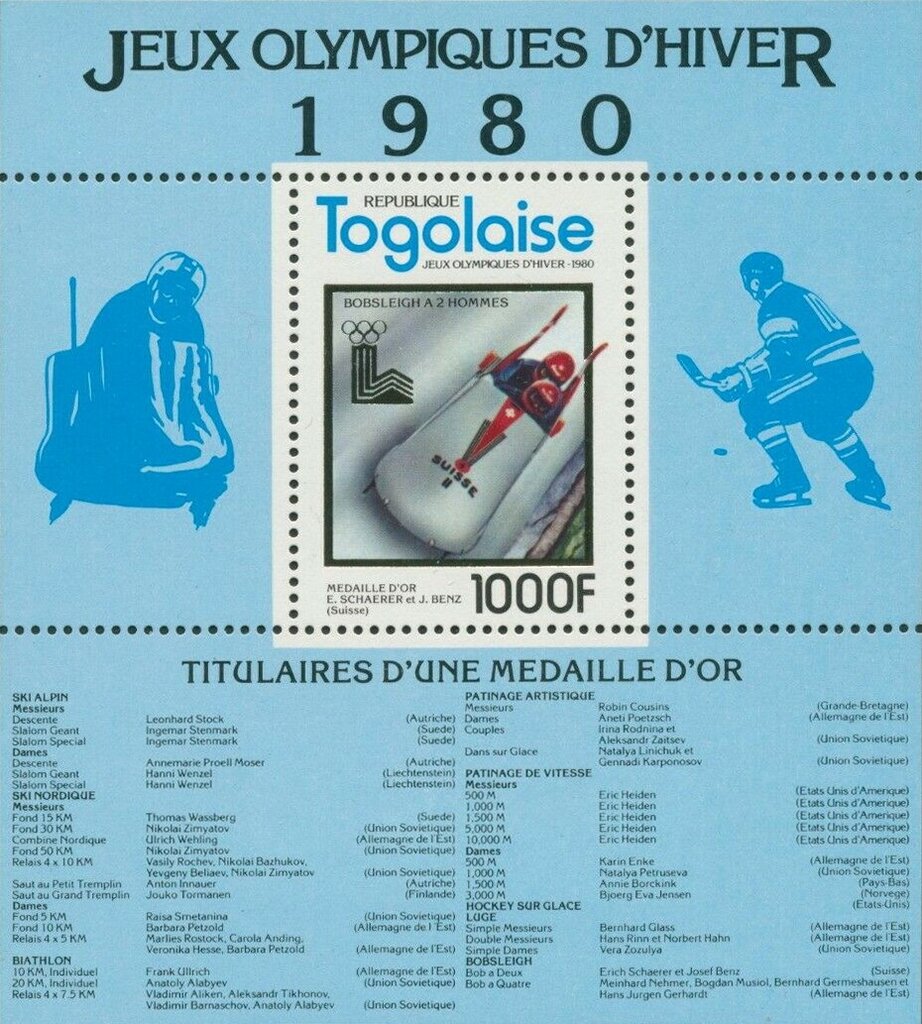 JEUX OLYMPIQUES D'HIVER
1980
REPUBLIQUE
Togolaise
JEUX OLYMPIQUES D'HIVER - 1980
BOBSLEIGH A 2 HOMMES
SUISSE
II
10
MEDAILLE D'OR
E. SCHAERER et J. BENZ
(Suisse)
1000F
TITULAIRES D'UNE MEDAILLE D'OR
SKI ALPIN
Messieurs
Descente Leonhard Stock (Autriche)
Slalom Geant Ingemar Stenmark (Suede)
Slalom Special Ingemar Stenmark (Suede)
Dames
Descente Annemarie Proell Moser (Autriche)
Slalom Geant Hanni Wenzel (Liechtenstein)
Slalom Special Hanni Wenzel (Liechtenstein)
SKI NORDIQUE
Messieurs
Fond 15 KM Thomas Wassberg (Suede)
Fond 30 KM Nikolai Zimyatov (Union Sovietique)
Combine Nordique Ulrich Wehling (Allemagne de l'Est)
Fond 50 KM Nikolai Zimyatov (Union Sovietique)
Relais 4 x 10 KM Vasily Rochev, Nikolai Bazhukov,
Yevgeny Beliaev, Nikolai Zimyatov (Union Sovietique)
Saut au Petit Tremplin Anton Innauer (Autriche)
Saut au Grand Tremplin Jouko Tormanen (Finlande)
Dames
Fond 5 KM Raisa Smetanina (Union Sovietique)
Fond 10 KM Barbara Petzold (Allemagne de l'Est)
Relais 4 x 5 KM Marlies Rostock, Carola Anding,
Veronika Hesse, Barbara Petzold (Allemagne de l'Est)
BIATHLON
10 KM, Individuel Frank Ullrich (Allemagne de l'Est)
20 KM, Individuel Anatoly Alabyev (Union Sovietique)
Relais 4 x 7.5 KM Vladimir Aliken, Aleksandr Tikhonov,
Vladimir Barnaschov, Anatoly Alabyev (Union Sovietique)
PATINAGE ARTISTIQUE
Messieurs Robin Cousins (Grande-Bretagne)
Dames Aneti Poetzsch (Allemagne de l'Est)
Couples Irina Rodnina et
Aleksandr Zaitsev (Union Sovietique)
Dans sur Glace Natalya Linichuk et
Gennadi Karponosov (Union Sovietique)
PATINAGE DE VITESSE
Messieurs
500 M Eric Heiden (Etats Unis d'Amerique)
1,000 M Eric Heiden (Etats Unis d'Amerique)
1,500 M Eric Heiden (Etats Unis d'Amerique)
5,000 M Eric Heiden (Etats Unis d'Amerique)
10,000 M Eric Heiden (Etats Unis d'Amerique)
Dames
500 M Karin Enke (Allemagne de l'Est)
1,000 M Natalya Petruseva (Union Sovietique)
1,500 M Annie Borckink (Pays-Bas)
3,000 M Bjoerg Eva Jensen (Norvege)
HOCKEY SUR GLACE (Etats-Unis)
LUGE
Simple Messieurs Bernhard Glass (Allemagne de l'Est)
Double Messieurs Hans Rinn et Norbert Hahn (Allemagne de l'Est)
Simple Dames Vera Zozulya (Union Sovietique)
BOBSLEIGH
Bob a Deux Erich Schaerer et Josef Benz (Suisse)
Bob a Quatre Meinhard Nehmer, Bogdan Musiol, Bernhard Germeshausen et
Hans Jurgen Gerhardt (Allemagne de l'Est)